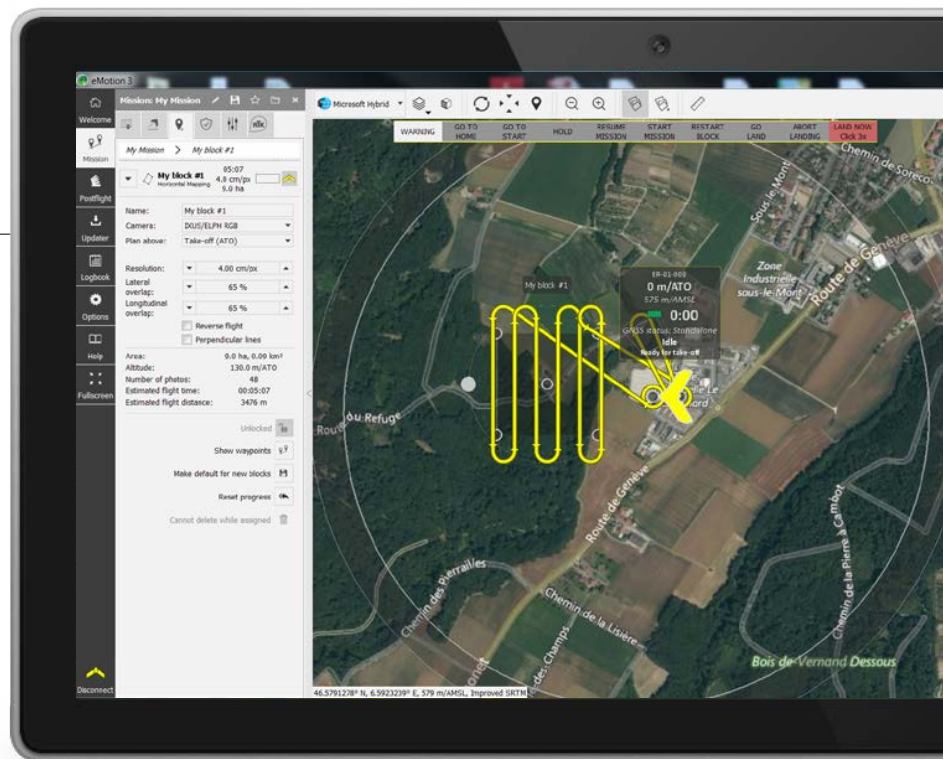 eMotion 3
Mission: My Mission
Microsoft Hybrid
Welcome
Mission
Postflight
Updater
Logbook
Options
Help
Fullscreen
Disconnect
My Mission > My block #1
My block #1
Horizontal Mapping
05:07
4.0 cm/px
9.0 ha
Name: My block #1
Camera: IXUS/ELPH RGB
Plan above: Take-off (ATO)
Resolution: 4.00 cm/px
Lateral overlap: 65 %
Longitudinal overlap: 65 %
Reverse flight
Perpendicular lines
Area: 9.0 ha, 0.09 km²
Altitude: 130.0 m/ATO
Number of photos: 48
Estimated flight time: 00:05:07
Estimated flight distance: 3476 m
Unlocked
Show waypoints
Make default for new blocks
Reset progress
Cannot delete while assigned
WARNING
GO TO HOME
GO TO START
HOLD
RESUME MISSION
START MISSION
RESTART BLOCK
GO LAND
ABORT LANDING
LAND NOW Click 3x
Chemin de Soreco
Sous le Mont
Route de Genève
Zone
Industrielle
sous-le-Mont
My block #1
0 m/ATO
575 m/AMSL
0:00
GNSS status: Standalone
Idle
Ready for take-off
Route du Refuge
Route de Genève
Chemin des Pierrailles
Chemin de la Lisière
des Champs
Chemin de la Pierre à Cambot
Bois de Vernand Dessous
46.5791278° N, 6.5923239° E, 579 m/AMSL, Improved SRTM